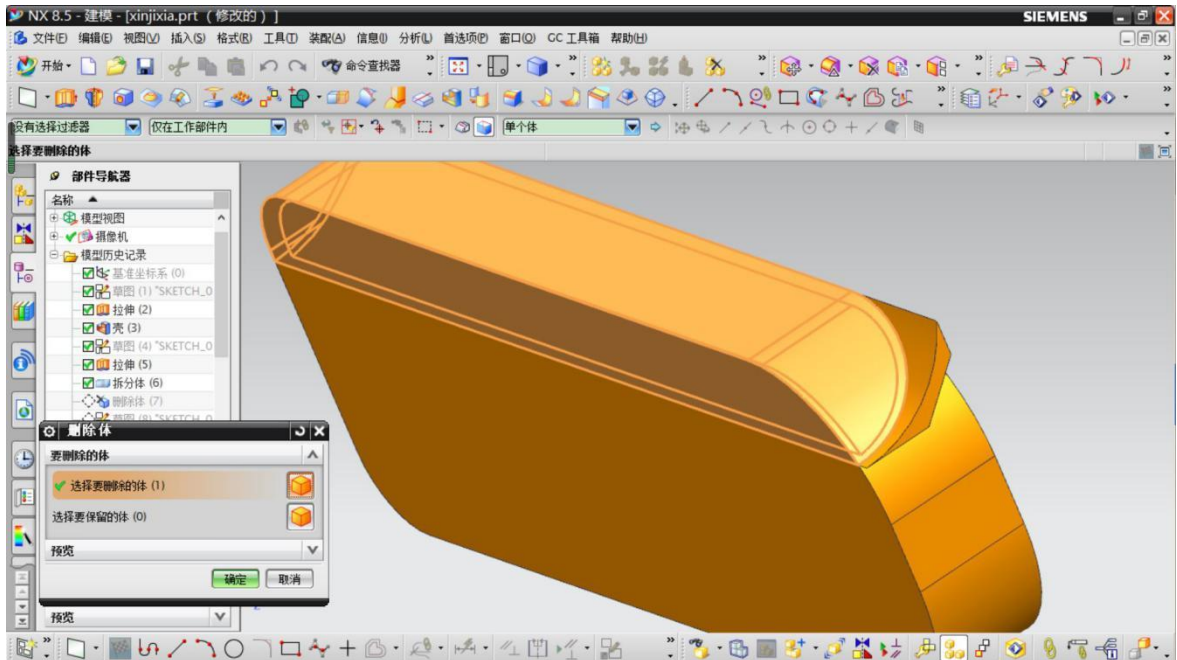 NX 8.5 - 建模 - [xinjixia.prt （修改的）]
SIEMENS
文件(F) 编辑(E) 视图(V) 插入(S) 格式(R) 工具(T) 装配(A) 信息(I) 分析(L) 首选项(P) 窗口(O) GC 工具箱 帮助(H)
开始 命令查找器
没有选择过滤器 仅在工作部件内 单个体
选择要删除的体
部件导航器
名称
模型视图
摄像机
模型历史记录
基准坐标系 (0)
草图 (1) "SKETCH_0
拉伸 (2)
壳 (3)
草图 (4) "SKETCH_0
拉伸 (5)
拆分体 (6)
删除体 (7)
草图 (8) "SKETCH_0
删除体
要删除的体
选择要删除的体 (1)
选择要保留的体 (0)
预览
确定 取消
预览